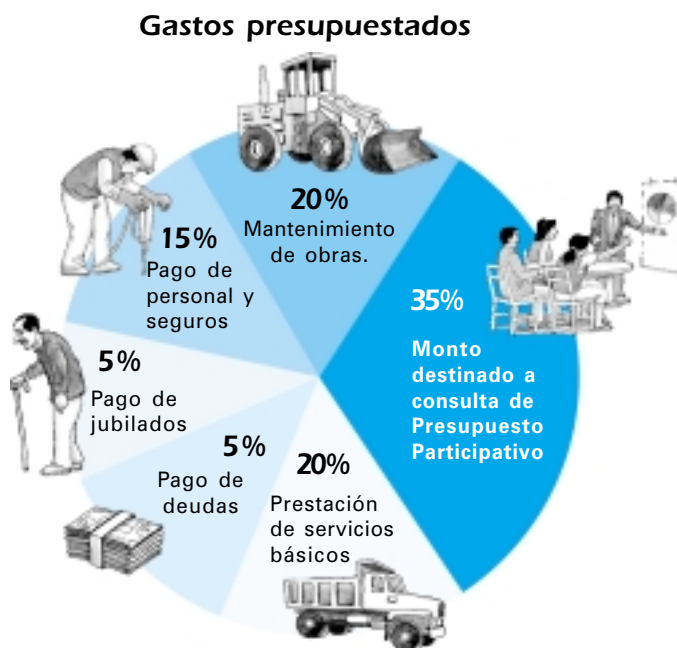 Gastos presupuestados
20%
Mantenimiento
de obras.
15%
Pago de
personal y
seguros
35%
Monto
destinado a
consulta de
Presupuesto
Participativo
5%
Pago de
jubilados
5%
Pago de
deudas
20%
Prestación
de servicios
básicos